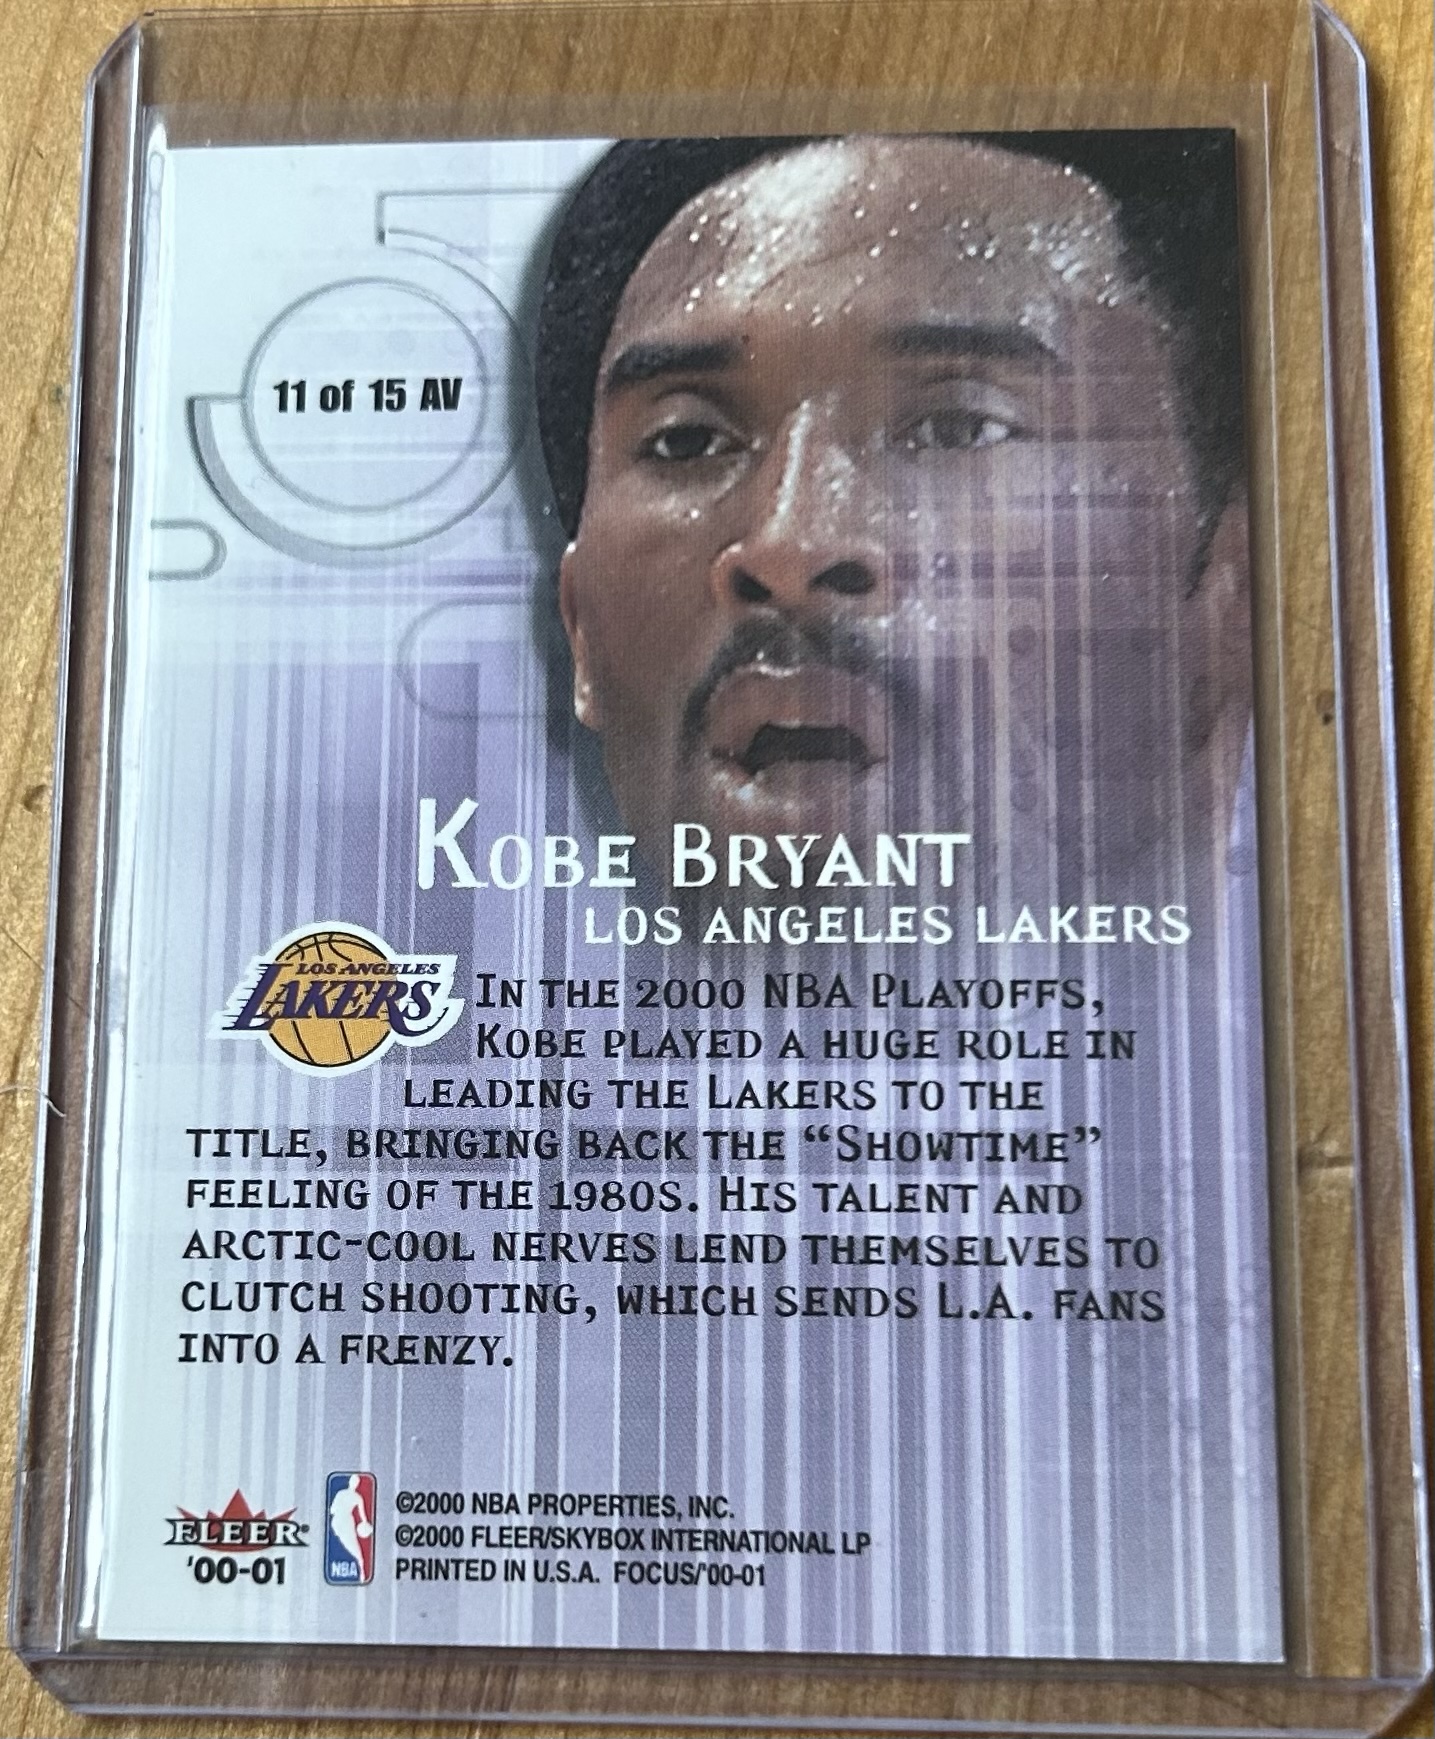 11 of 15 AV
KOBE BRYANT
LOS ANGELES LAKERS
LOS ANGELES
LAKERS
IN THE 2000 NBA PLAYOFFS,
KOBE PLAYED A HUGE ROLE IN
LEADING THE LAKERS TO THE
TITLE, BRINGING BACK THE “SHOWTIME”
FEELING OF THE 1980S. HIS TALENT AND
ARCTIC-COOL NERVES LEND THEMSELVES TO
CLUTCH SHOOTING, WHICH SENDS L.A. FANS
INTO A FRENZY.
FLEER®
'00-01
NBA
©2000 NBA PROPERTIES, INC.
©2000 FLEER/SKYBOX INTERNATIONAL LP
PRINTED IN U.S.A. FOCUS/'00-01